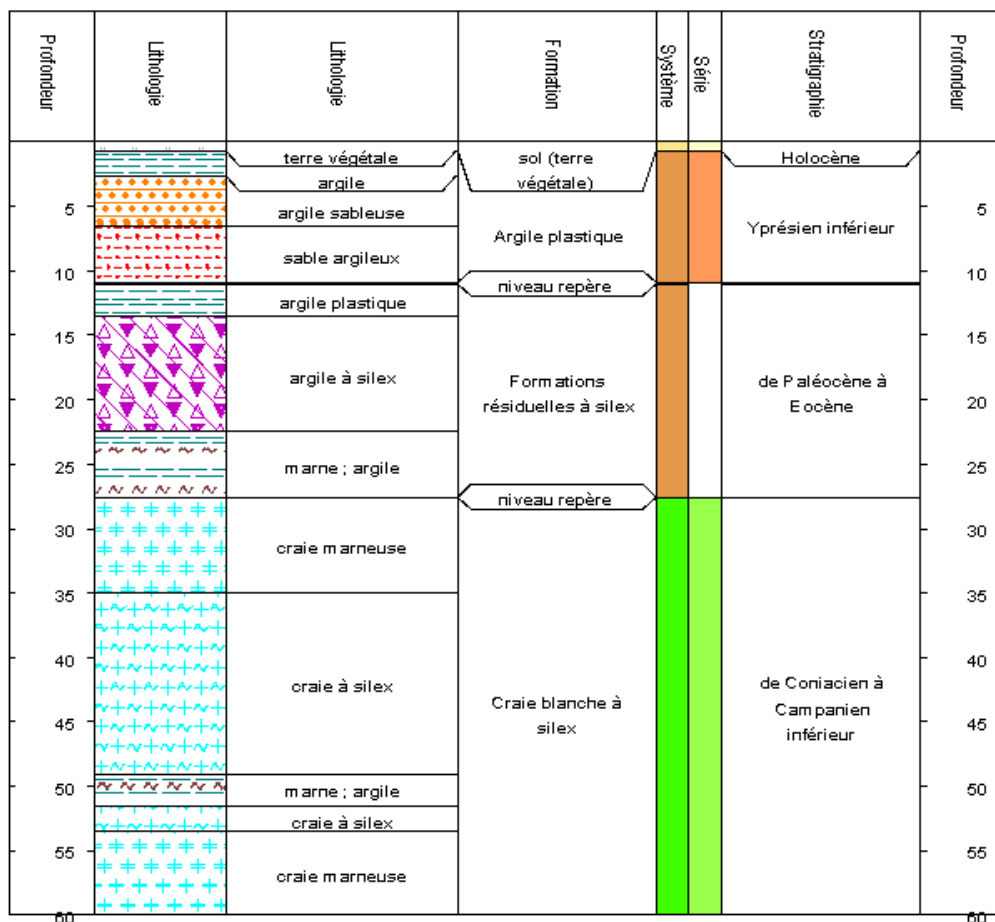 Profondeur
Lithologie
Lithologie
Formation
Système
Série
Stratigraphie
Profondeur
terre végétale
sol (terre
végétale)
Holocène
argile
5
argile sableuse
5
Argile plastique
Yprésien inférieur
sable argileux
10
niveau repère
10
argile plastique
15
15
argile à silex
Formations
résiduelles à silex
de Paléocène à
Eocène
20
20
25
marne ; argile
25
niveau repère
30
craie marneuse
30
35
35
40
40
craie à silex
Craie blanche à
silex
de Coniacien à
Campanien
inférieur
45
45
50
marne ; argile
50
craie à silex
55
55
craie marneuse
60
60